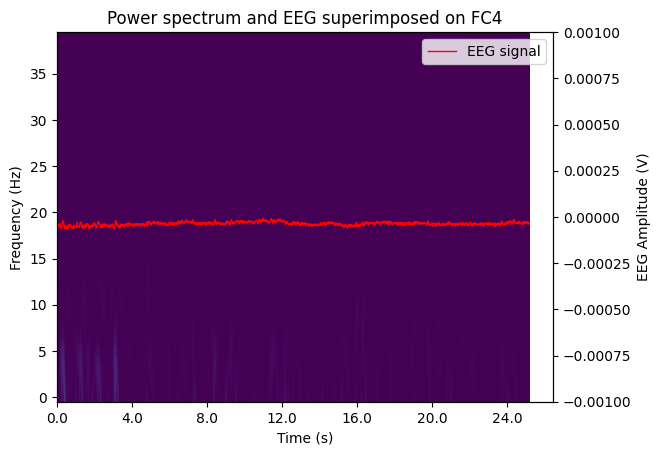 Power spectrum and EEG superimposed on FC4
EEG signal
Frequency (Hz)
35
30
25
20
15
10
5
0
0.00100
0.00075
0.00050
0.00025
0.00000
−0.00025
−0.00050
−0.00075
−0.00100
EEG Amplitude (V)
0.0 4.0 8.0 12.0 16.0 20.0 24.0
Time (s)